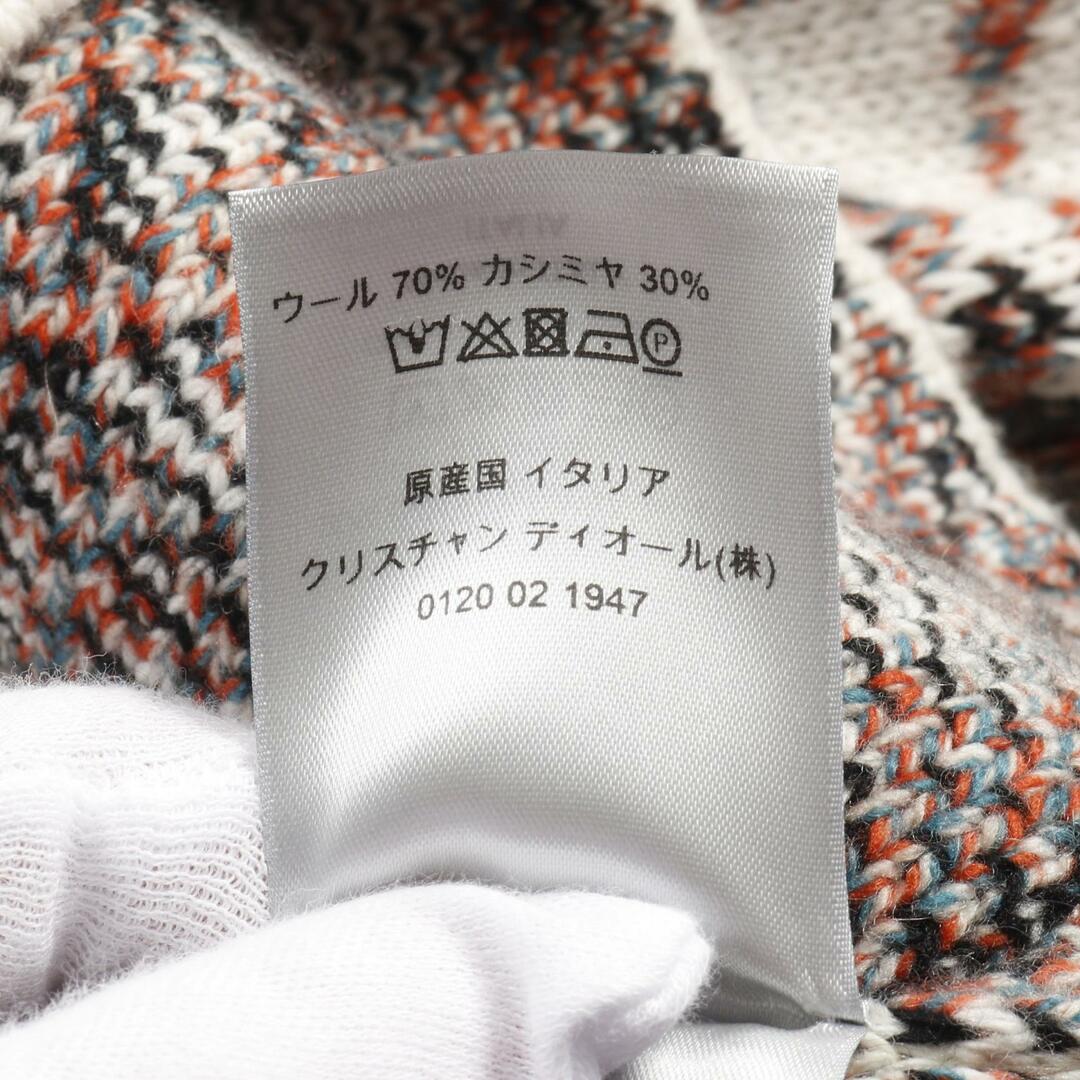 ウール 70% カシミヤ 30%
P
原産国 イタリア
クリスチャン ディオール(株)
0120 02 1947